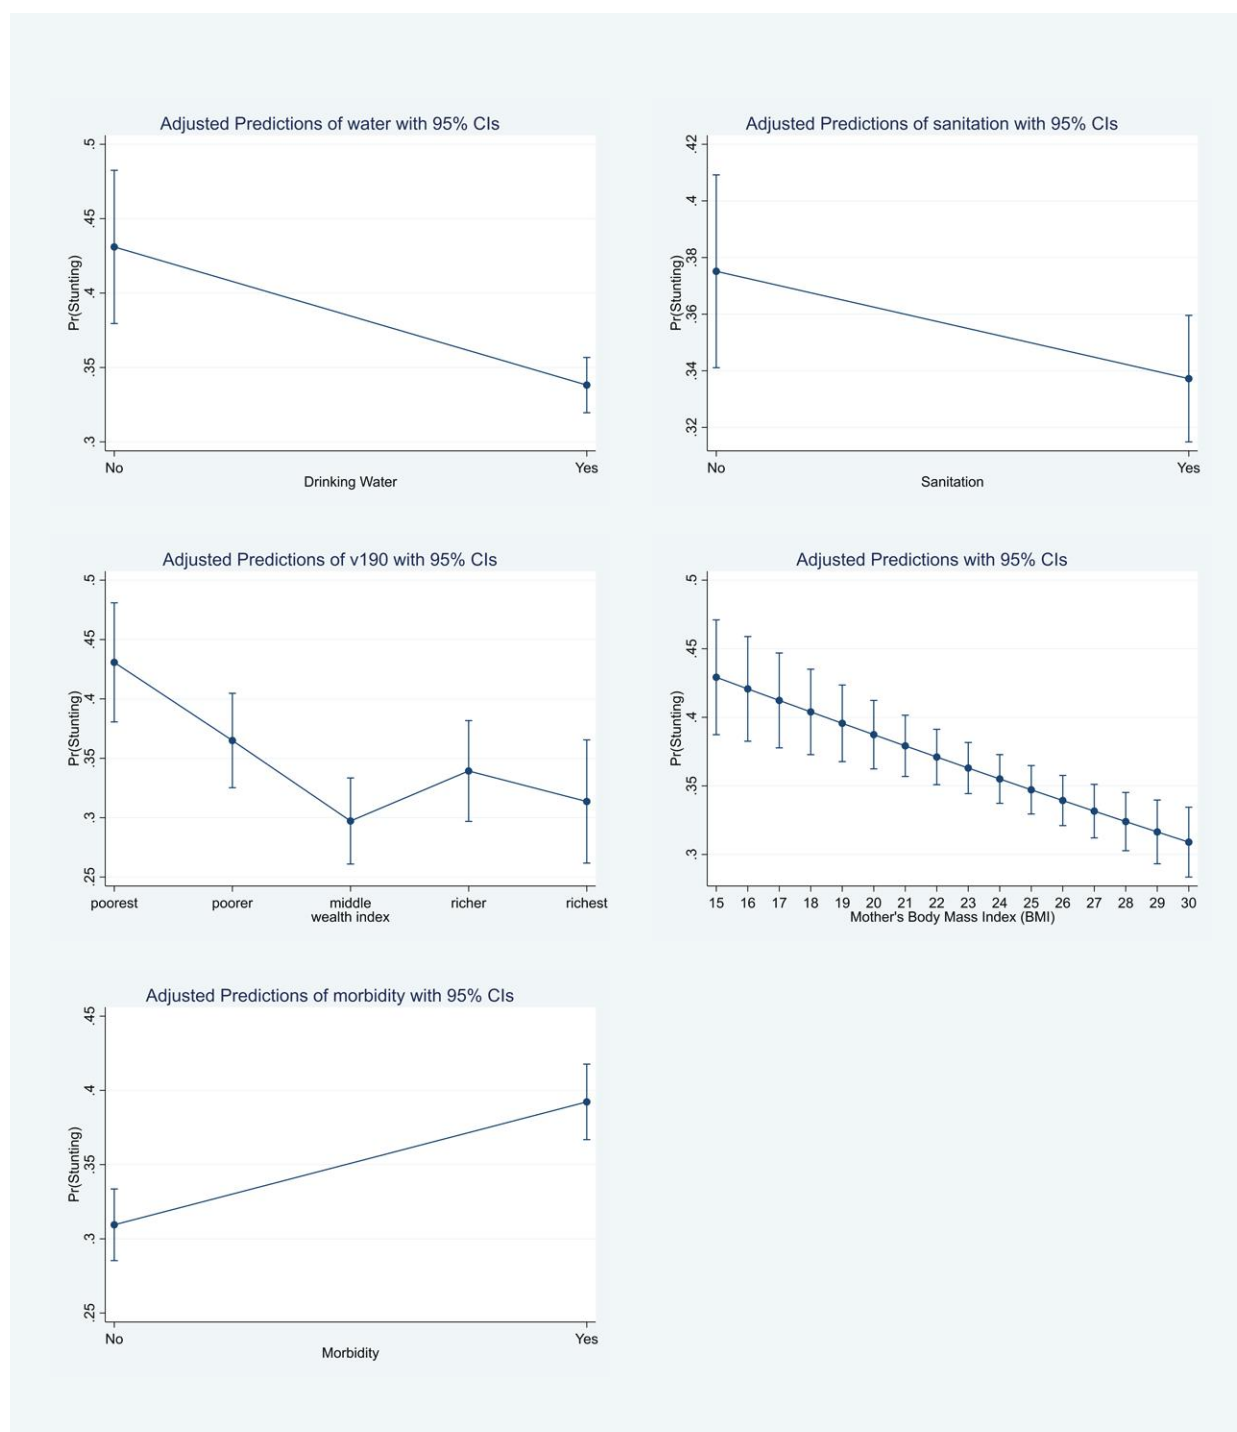 Adjusted Predictions of water with 95% CIs
Pr(Stunting)
.5
.45
.4
.35
.3
No Yes
Drinking Water
Adjusted Predictions of sanitation with 95% CIs
Pr(Stunting)
.42
.4
.38
.36
.34
.32
No Yes
Sanitation
Adjusted Predictions of v190 with 95% CIs
Pr(Stunting)
.5
.45
.4
.35
.3
.25
poorest poorer middle richer richest
wealth index
Adjusted Predictions with 95% CIs
Pr(Stunting)
.5
.45
.4
.35
.3
15 16 17 18 19 20 21 22 23 24 25 26 27 28 29 30
Mother's Body Mass Index (BMI)
Adjusted Predictions of morbidity with 95% CIs
Pr(Stunting)
.45
.4
.35
.3
.25
No Yes
Morbidity